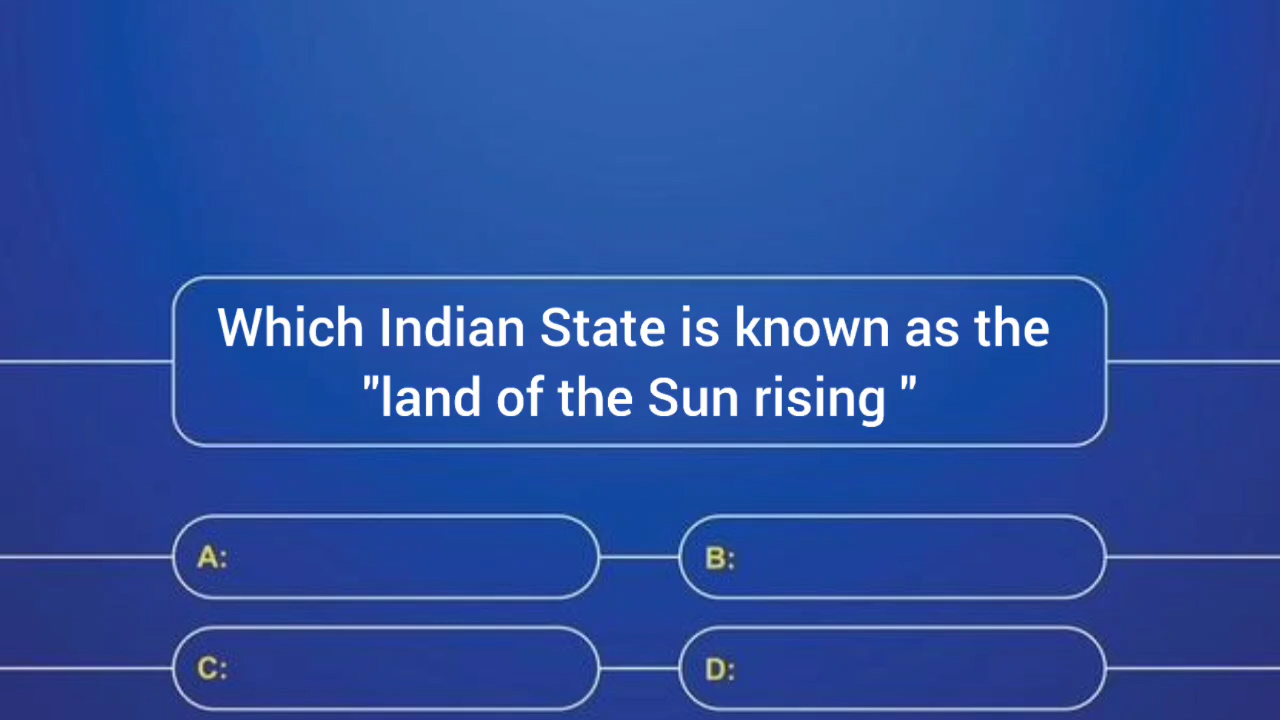 Which Indian State is known as the
"land of the Sun rising "
A:
B:
C:
D: